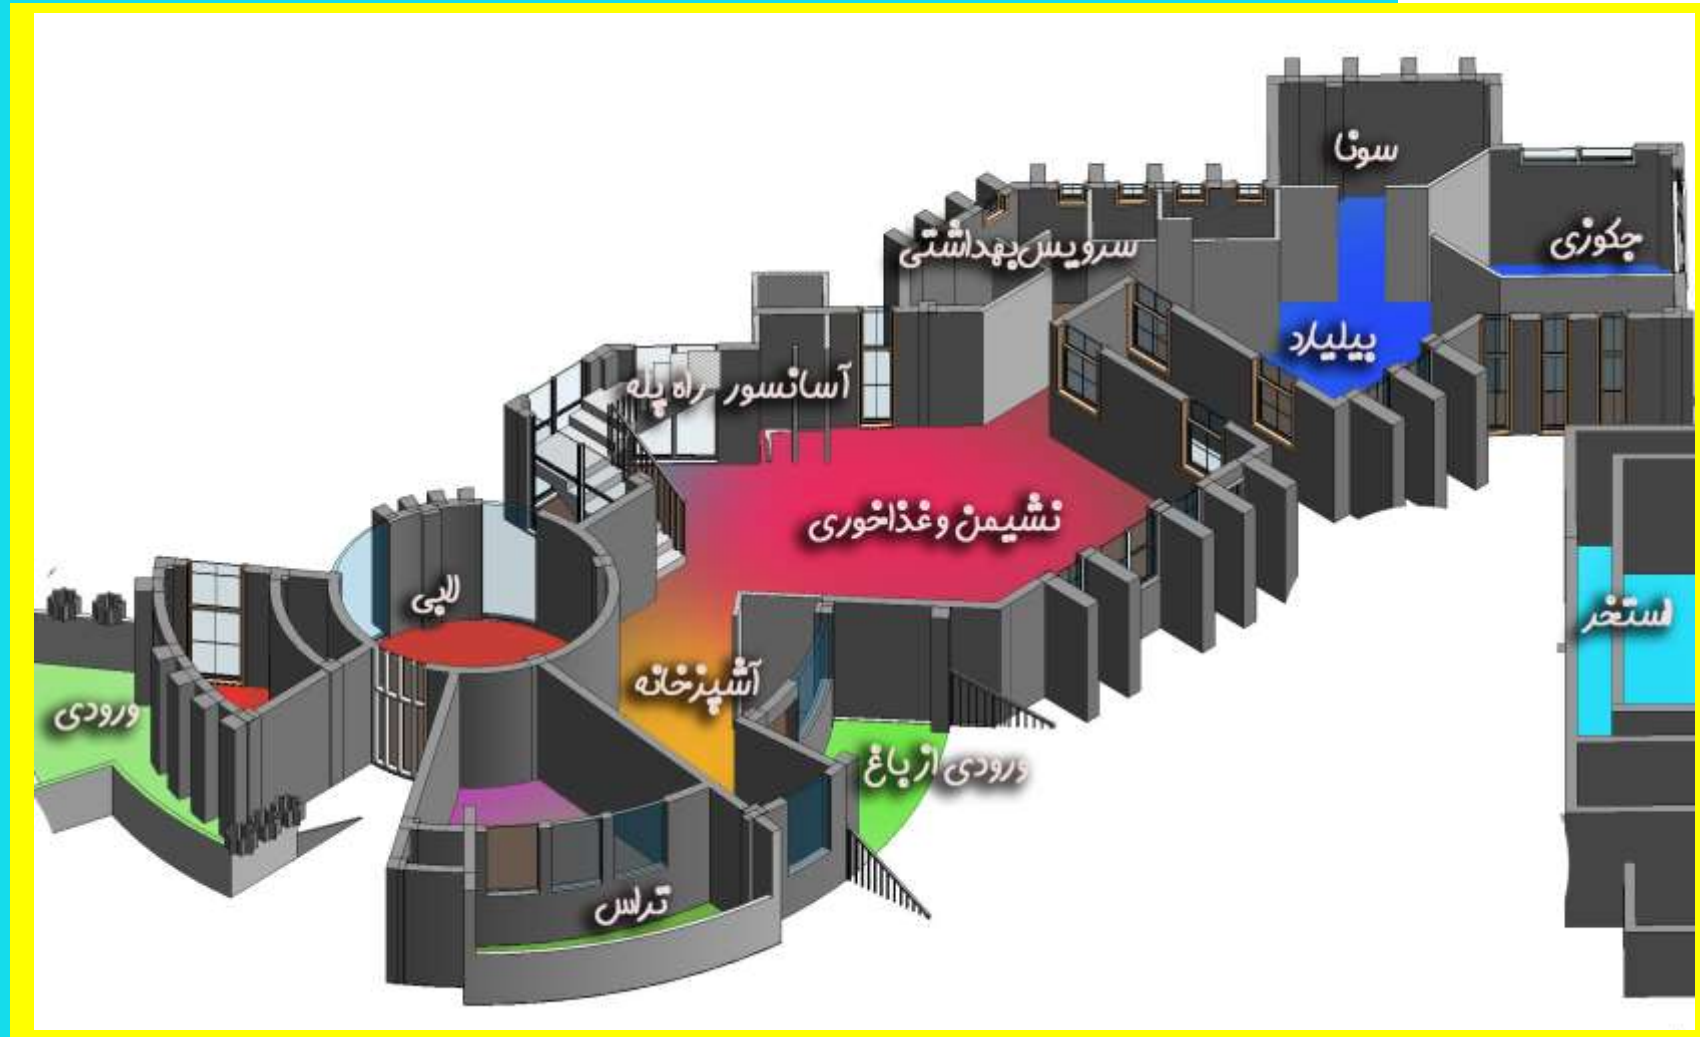 سونا
جکوزی
سرویس بهداشتی
بیلیارد
آسانسور راه پله
نشیمن و غذاخوری
لابی
استخر
آشپزخانه
ورودی
ورودی از باغ
تراس